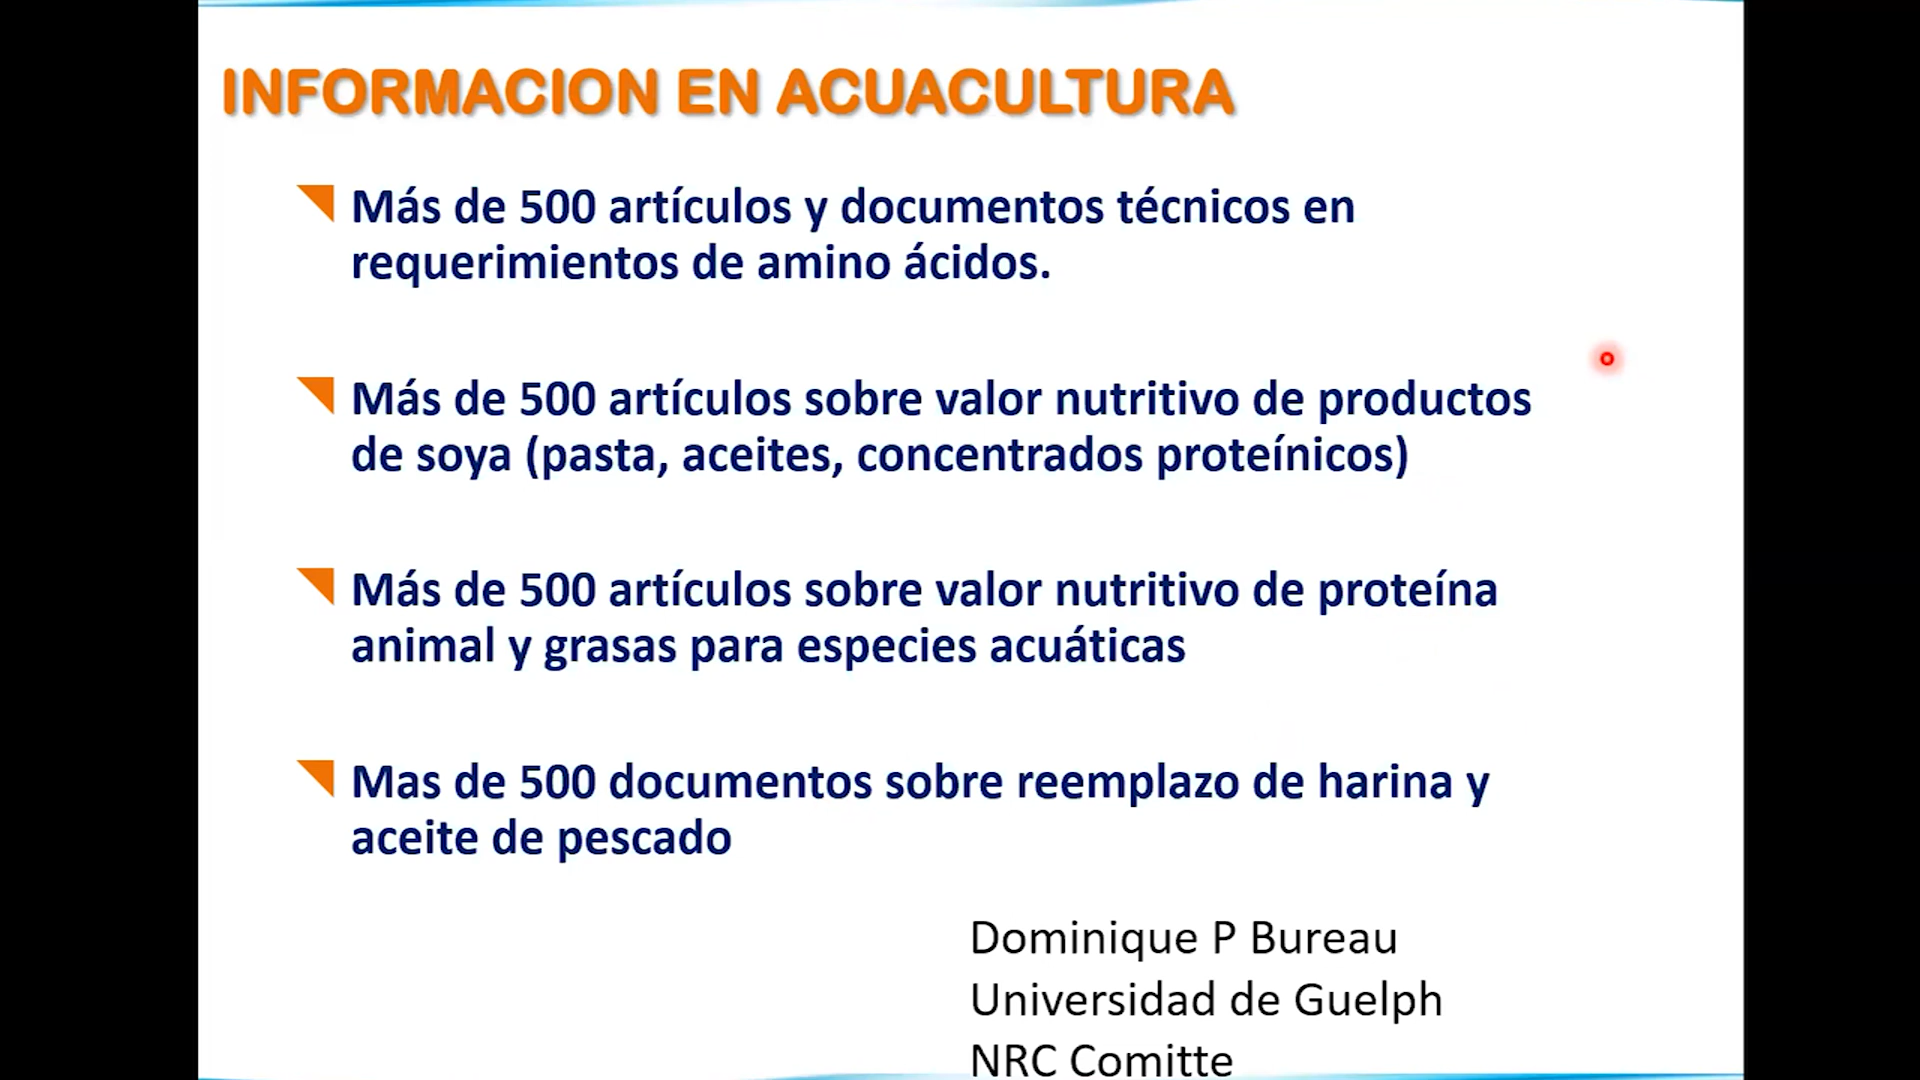 INFORMACION EN ACUACULTURA
Más de 500 artículos y documentos técnicos en
requerimientos de amino ácidos.
Más de 500 artículos sobre valor nutritivo de productos
de soya (pasta, aceites, concentrados proteínicos)
Más de 500 artículos sobre valor nutritivo de proteína
animal y grasas para especies acuáticas
Mas de 500 documentos sobre reemplazo de harina y
aceite de pescado
Dominique P Bureau
Universidad de Guelph
NRC Comitte